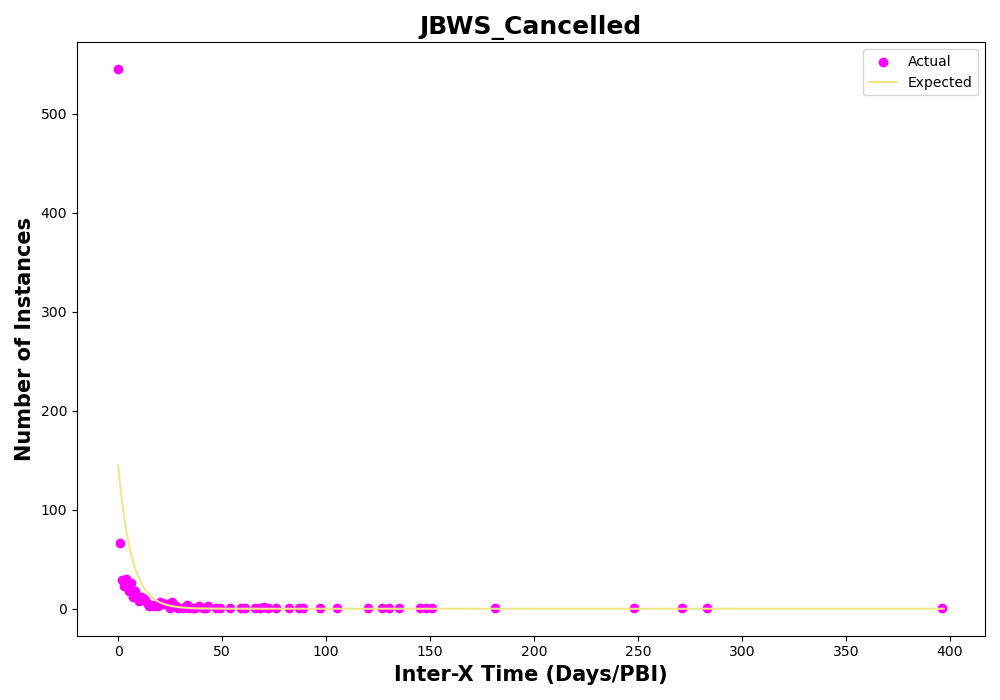 JBWS_Cancelled
Actual
Expected
Number of Instances
500
400
300
200
100
0
0 50 100 150 200 250 300 350 400
Inter-X Time (Days/PBI)